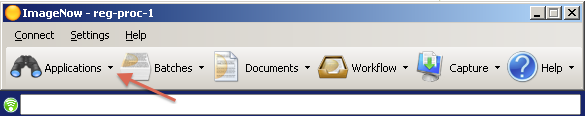 ImageNow - reg-proc-1
Connect Settings Help
Applications Batches Documents Workflow Capture Help